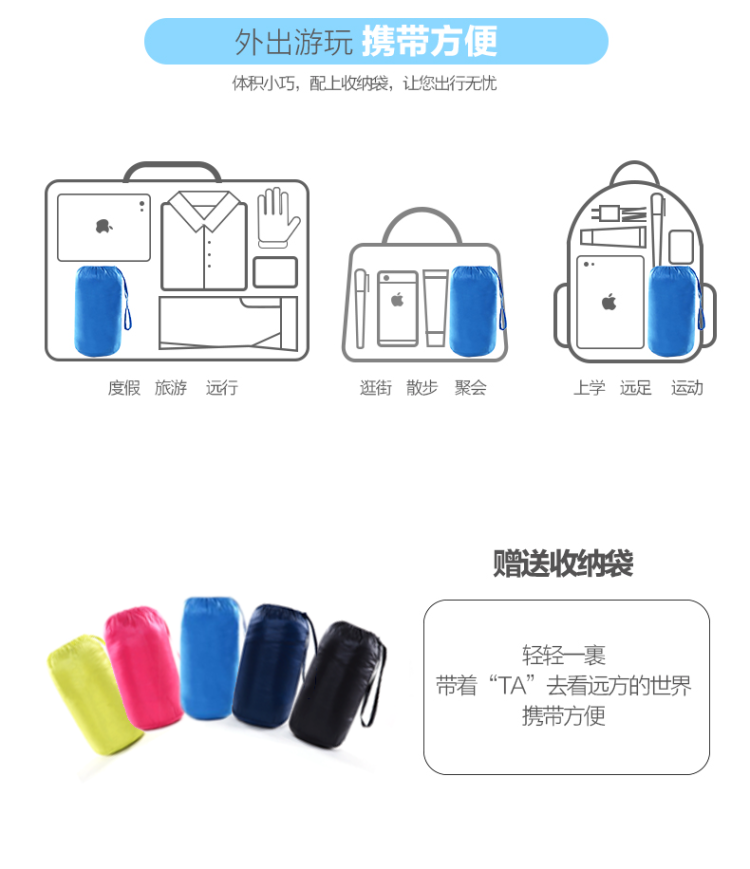 外出游玩 携带方便
体积小巧，配上收纳袋，让您出行无忧
度假 旅游 远行
逛街 散步 聚会
上学 远足 运动
赠送收纳袋
轻轻一裹
带着“TA”去看远方的世界
携带方便